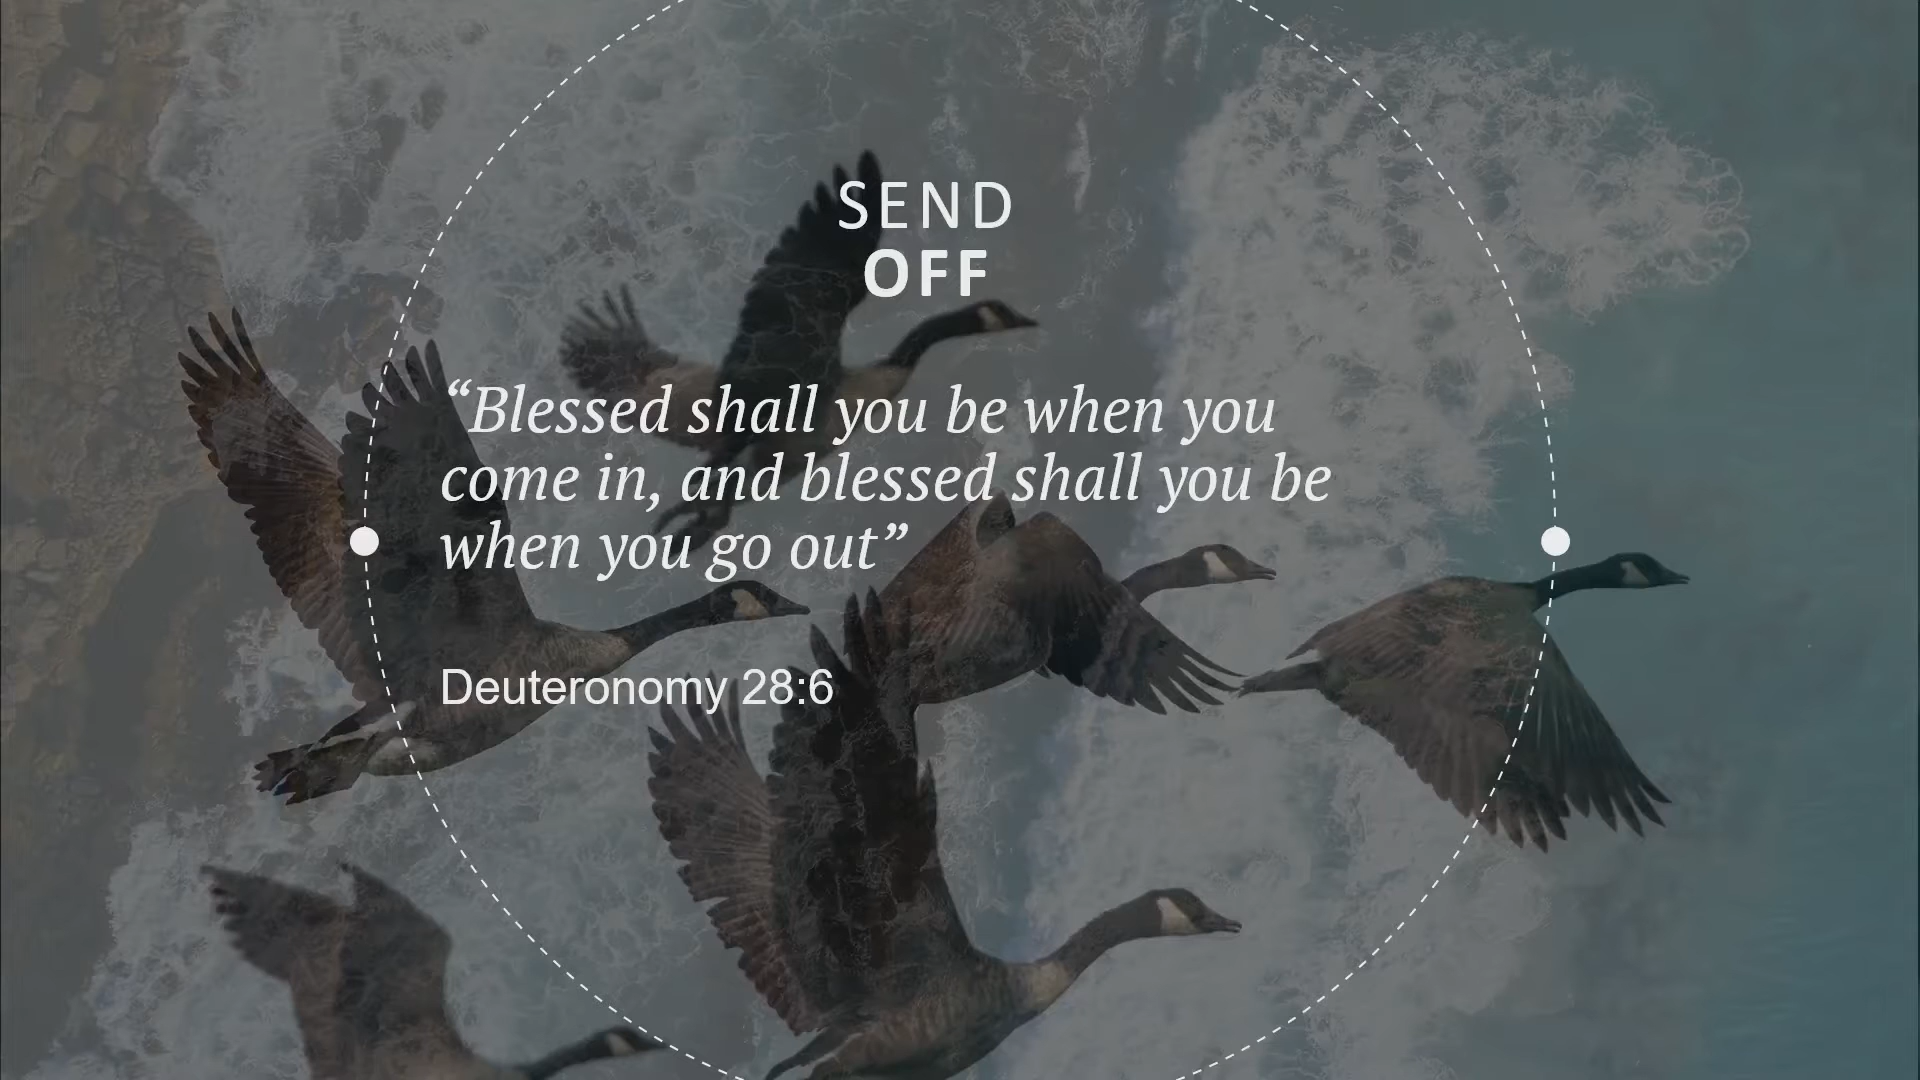 SEND
OFF
“Blessed shall you be when you
come in, and blessed shall you be
when you go out”
Deuteronomy 28:6